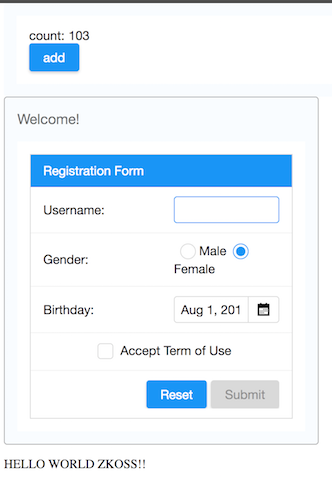 count: 103
add
Welcome!
Registration Form
Username:
Gender: Male
Female
Birthday: Aug 1, 201
Accept Term of Use
Reset Submit
HELLO WORLD ZKOSS!!